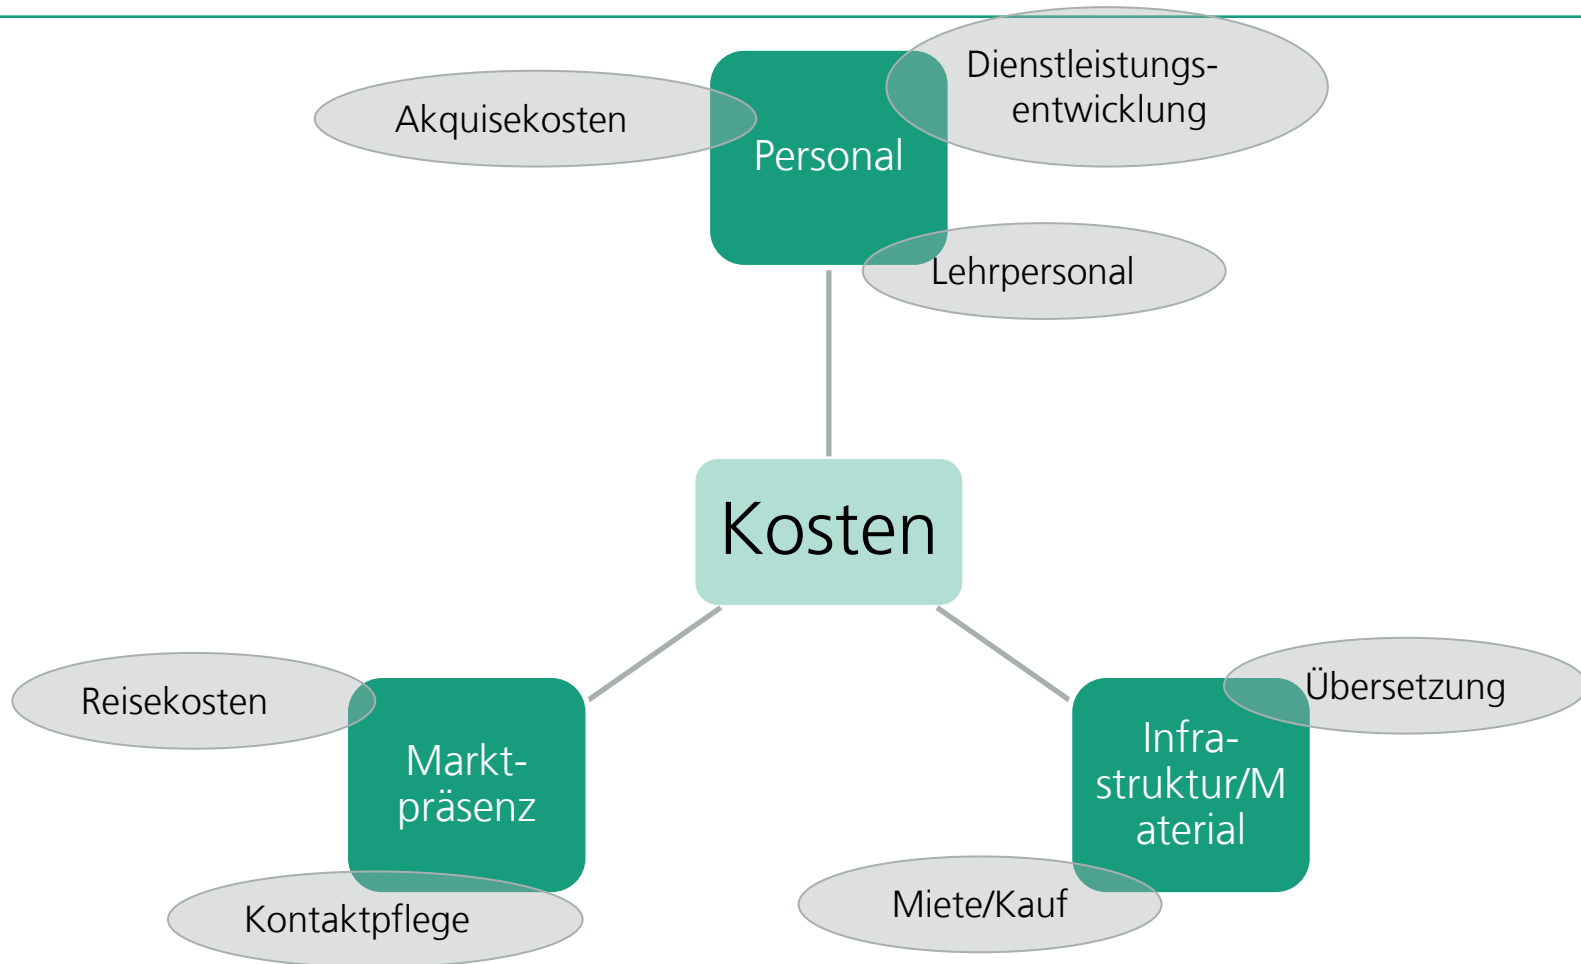 Dienstleistungs-
entwicklung
Akquisekosten
Personal
Lehrpersonal
Kosten
Reisekosten
Markt-
präsenz
Kontaktpflege
Übersetzung
Infra-
struktur/M
aterial
Miete/Kauf